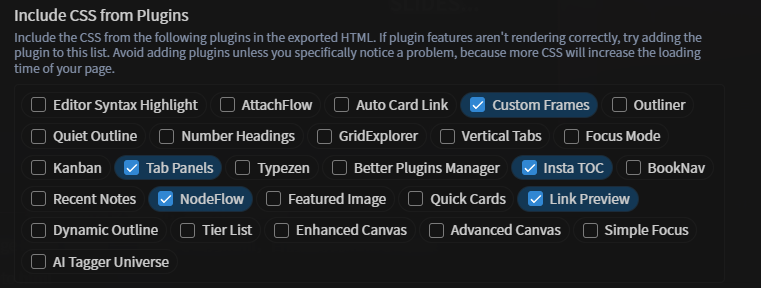 Include CSS from Plugins
Include the CSS from the following plugins in the exported HTML. If plugin features aren't rendering correctly, try adding the
plugin to this list. Avoid adding plugins unless you specifically notice a problem, because more CSS will increase the loading
time of your page.
Editor Syntax Highlight AttachFlow Auto Card Link Custom Frames Outliner
Quiet Outline Number Headings GridExplorer Vertical Tabs Focus Mode
Kanban Tab Panels Typezen Better Plugins Manager Insta TOC BookNav
Recent Notes NodeFlow Featured Image Quick Cards Link Preview
Dynamic Outline Tier List Enhanced Canvas Advanced Canvas Simple Focus
AI Tagger Universe